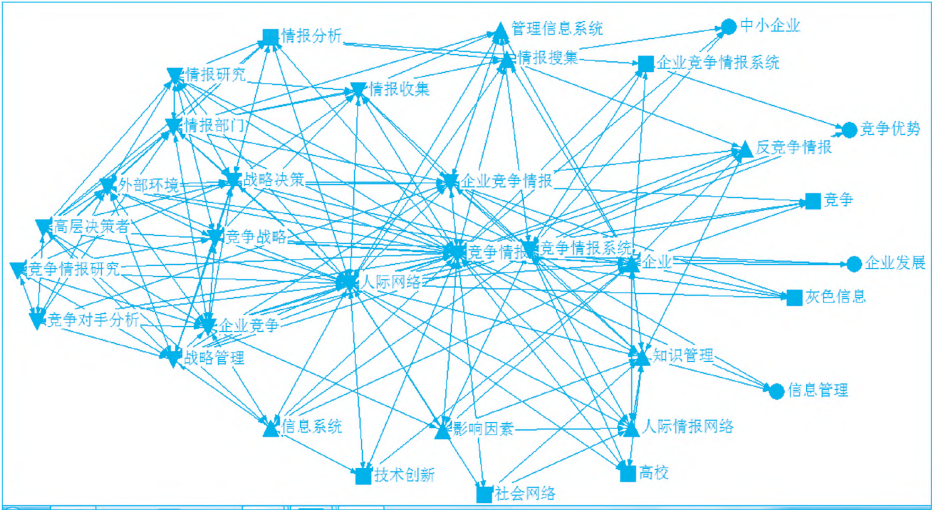 管理信息系统
中小企业
情报分析
情报搜集
企业竞争情报系统
情报研究
情报收集
情报部门
竞争优势
反竞争情报
外部环境
战略决策
企业竞争情报
竞争
高层决策者
竞争战略
竞争情报
竞争情报系统
企业
企业发展
竞争情报研究
人际网络
灰色信息
竞争对手分析
企业竞争
战略管理
知识管理
信息管理
信息系统
影响因素
人际情报网络
技术创新
高校
社会网络